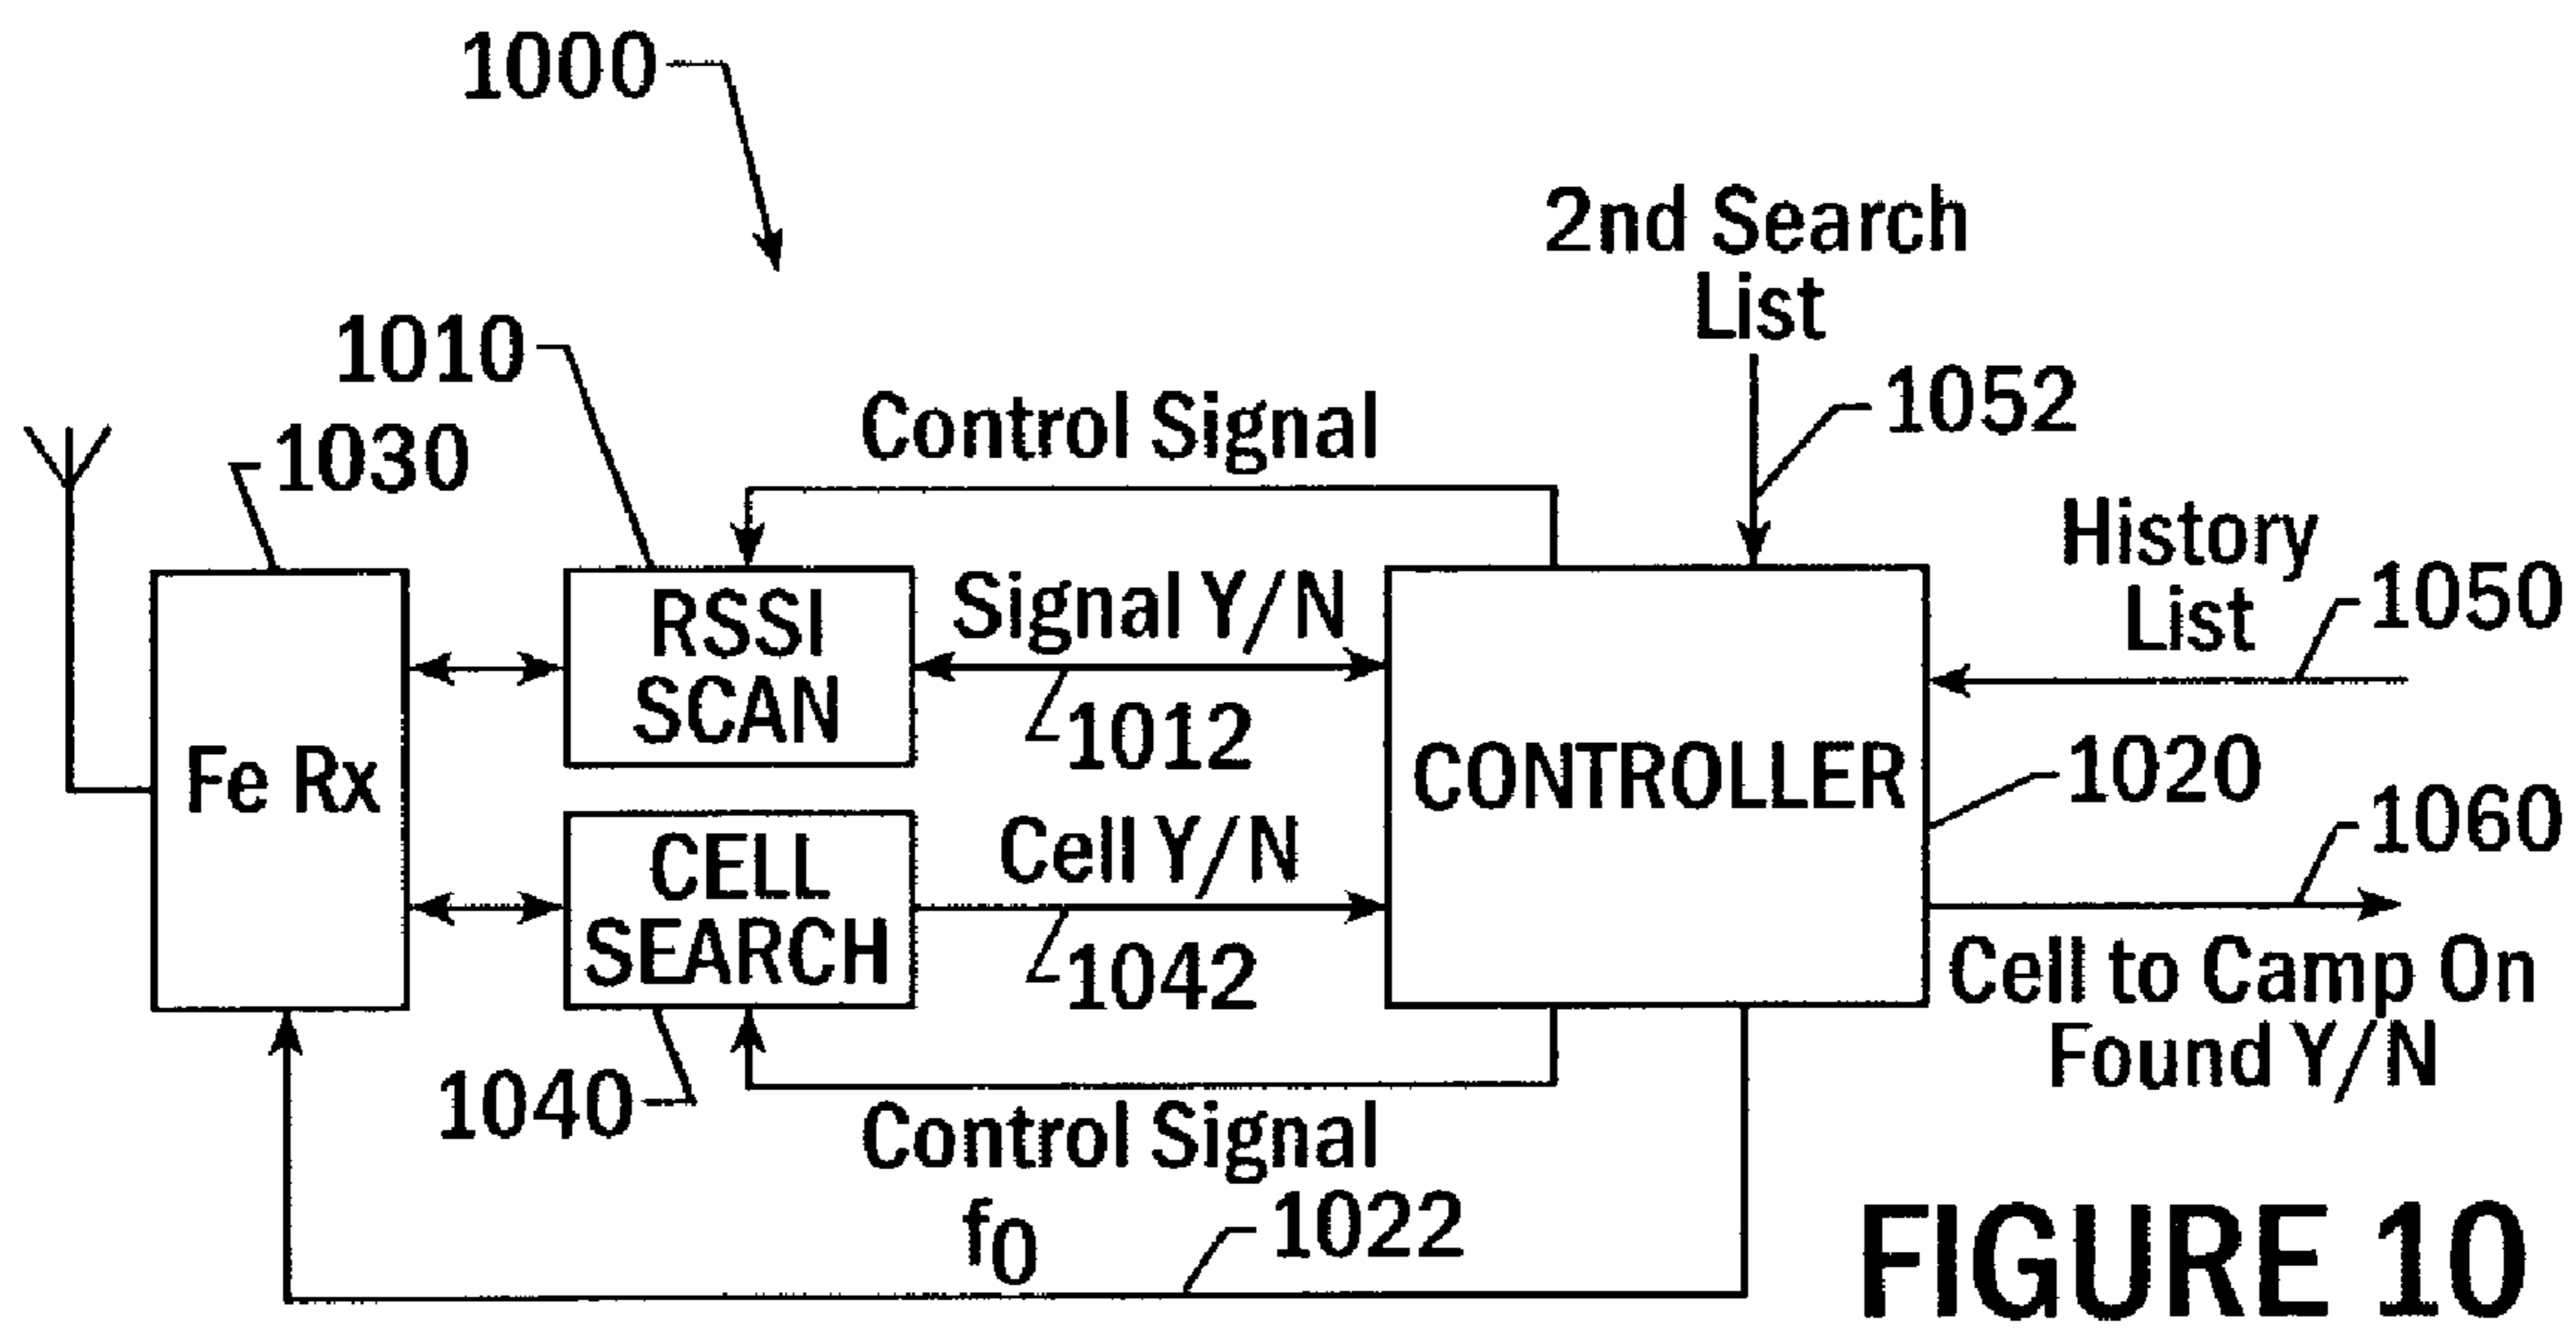 1000
2nd Search
List
1010
1052
1030
Control Signal
History
List
1050
RSSI
SCAN
Signal Y/N
1012
Fe Rx
CONTROLLER
1020
1060
CELL
SEARCH
Cell Y/N
1042
Cell to Camp On
Found Y/N
1040
Control Signal
f0
1022
FIGURE 10